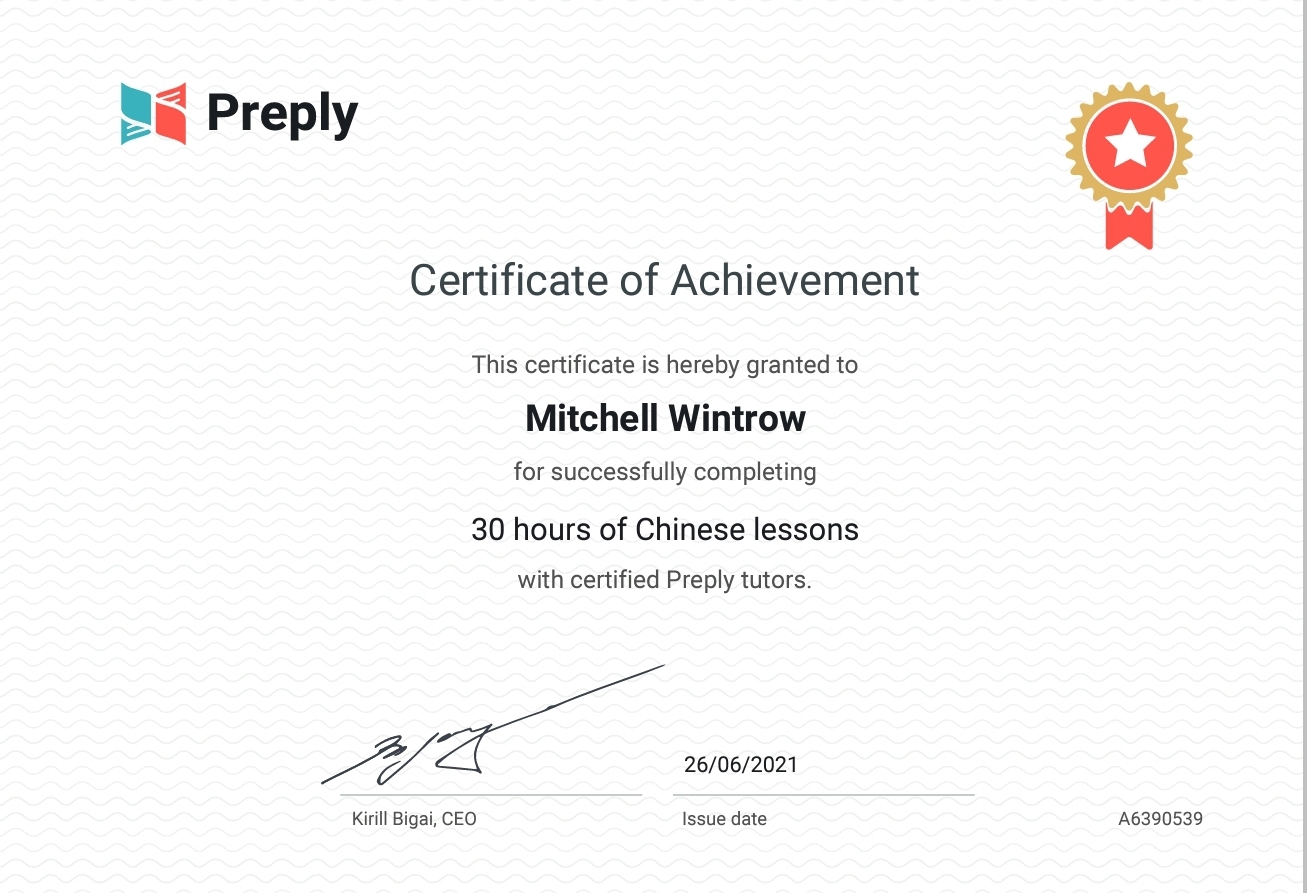 Preply
Certificate of Achievement
This certificate is hereby granted to
Mitchell Wintrow
for successfully completing
30 hours of Chinese lessons
with certified Preply tutors.
26/06/2021
Kirill Bigai, CEO
Issue date
A6390539